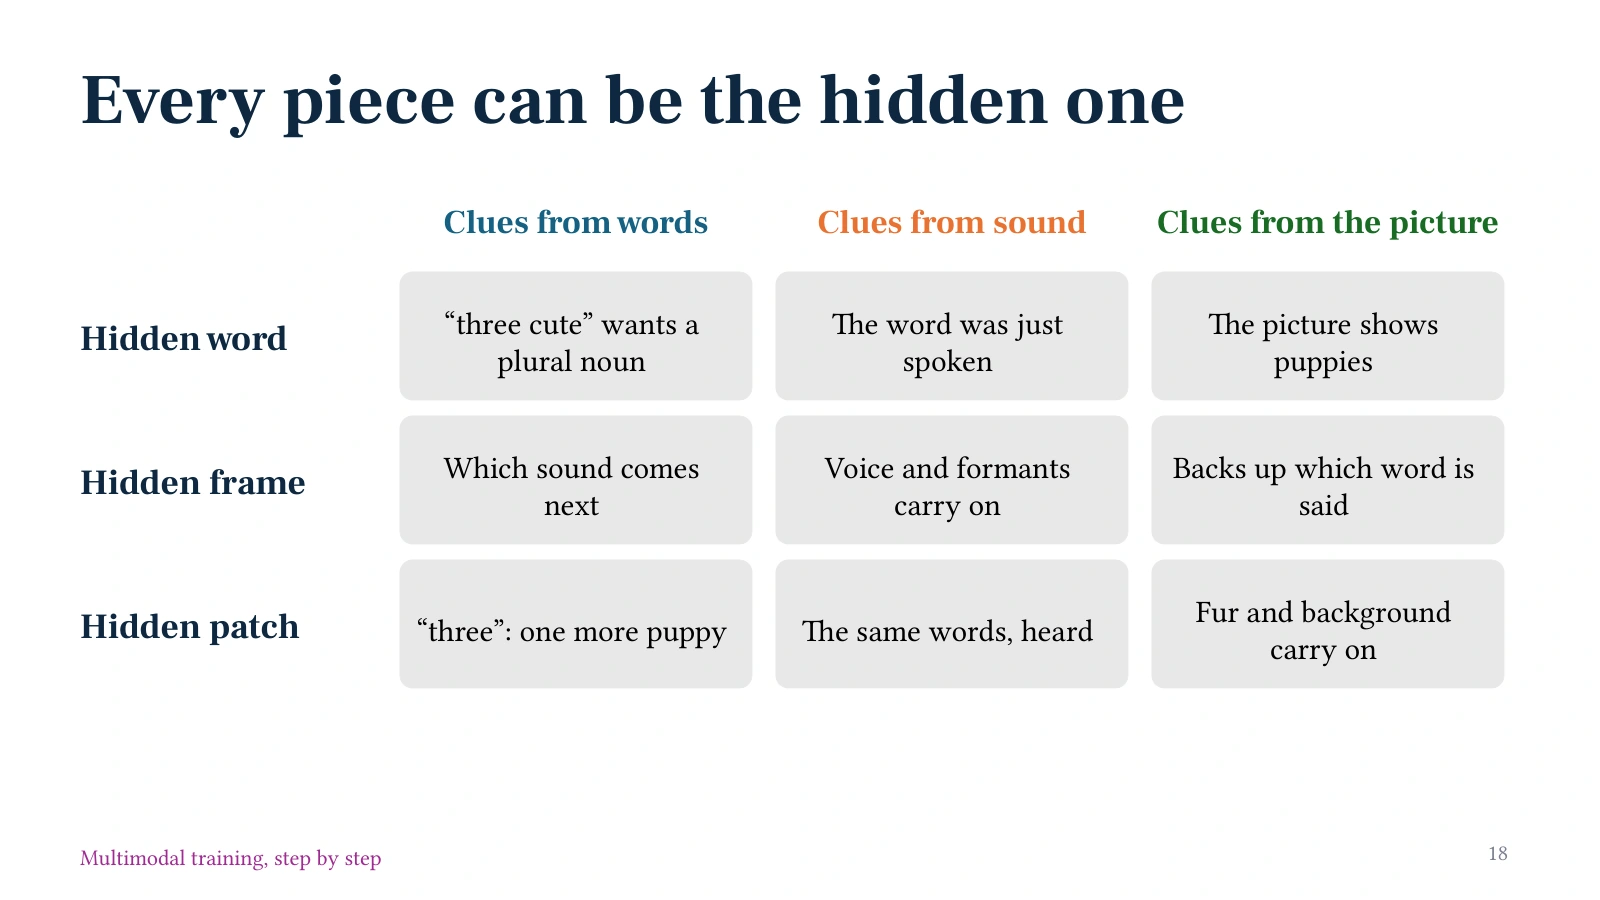 Every piece can be the hidden one
Clues from words
Clues from sound
Clues from the picture
Hidden word
“three cute” wants a
plural noun
The word was just
spoken
The picture shows
puppies
Hidden frame
Which sound comes
next
Voice and formants
carry on
Backs up which word is
said
Hidden patch
“three”: one more puppy
The same words, heard
Fur and background
carry on
Multimodal training, step by step
18